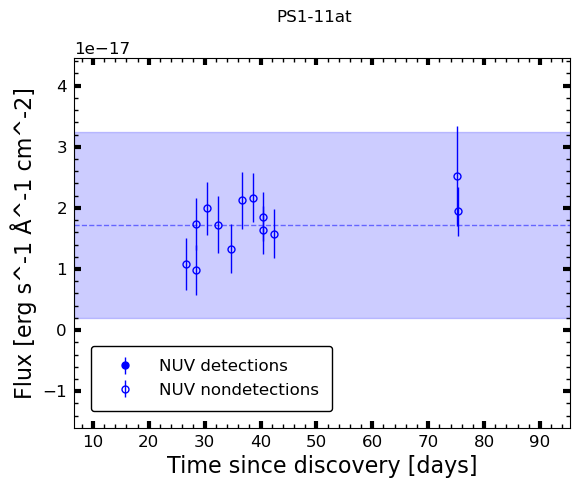 PS1-11at
1e−17
Flux [erg s^-1 Å^-1 cm^-2]
4
3
2
1
0
−1
NUV detections
NUV nondetections
10 20 30 40 50 60 70 80 90
Time since discovery [days]